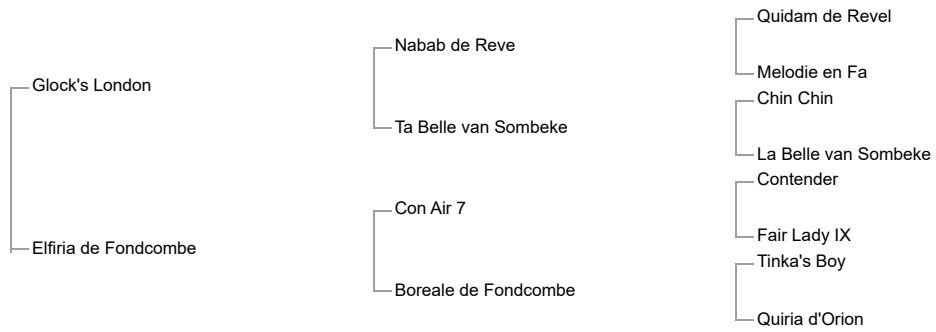 Quidam de Revel
Nabab de Reve
Melodie en Fa
Glock's London
Chin Chin
Ta Belle van Sombeke
La Belle van Sombeke
Contender
Con Air 7
Fair Lady IX
Elfiria de Fondcombe
Tinka's Boy
Boreale de Fondcombe
Quiria d'Orion